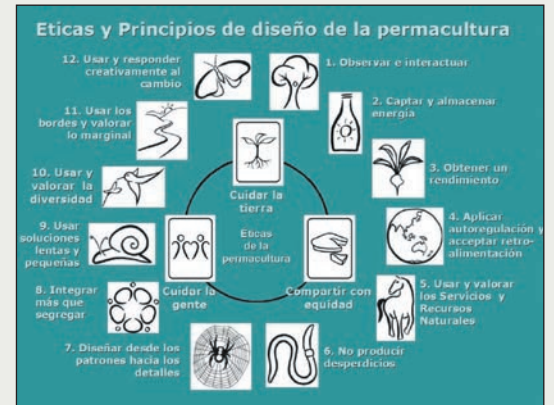 Eticas y Principios de diseño de la permacultura
1. Observar e interactuar
2. Captar y almacenar
energía
3. Obtener un
rendimiento
4. Aplicar
autoregulación y
aceptar retro-
alimentación
5. Usar y valorar
los Servicios y
Recursos
Naturales
6. No producir
desperdicios
7. Diseñar desde los
patrones hacia los
detalles
8. Integrar
más que
segregar
9. Usar
soluciones
lentas y
pequeñas
10. Usar y
valorar la
diversidad
11. Usar los
bordes y valorar
lo marginal
12. Usar y responder
creativamente al
cambio
Cuidar la
tierra
Eticas
de la
permacultura
Cuidar la
gente
Compartir con
equidad